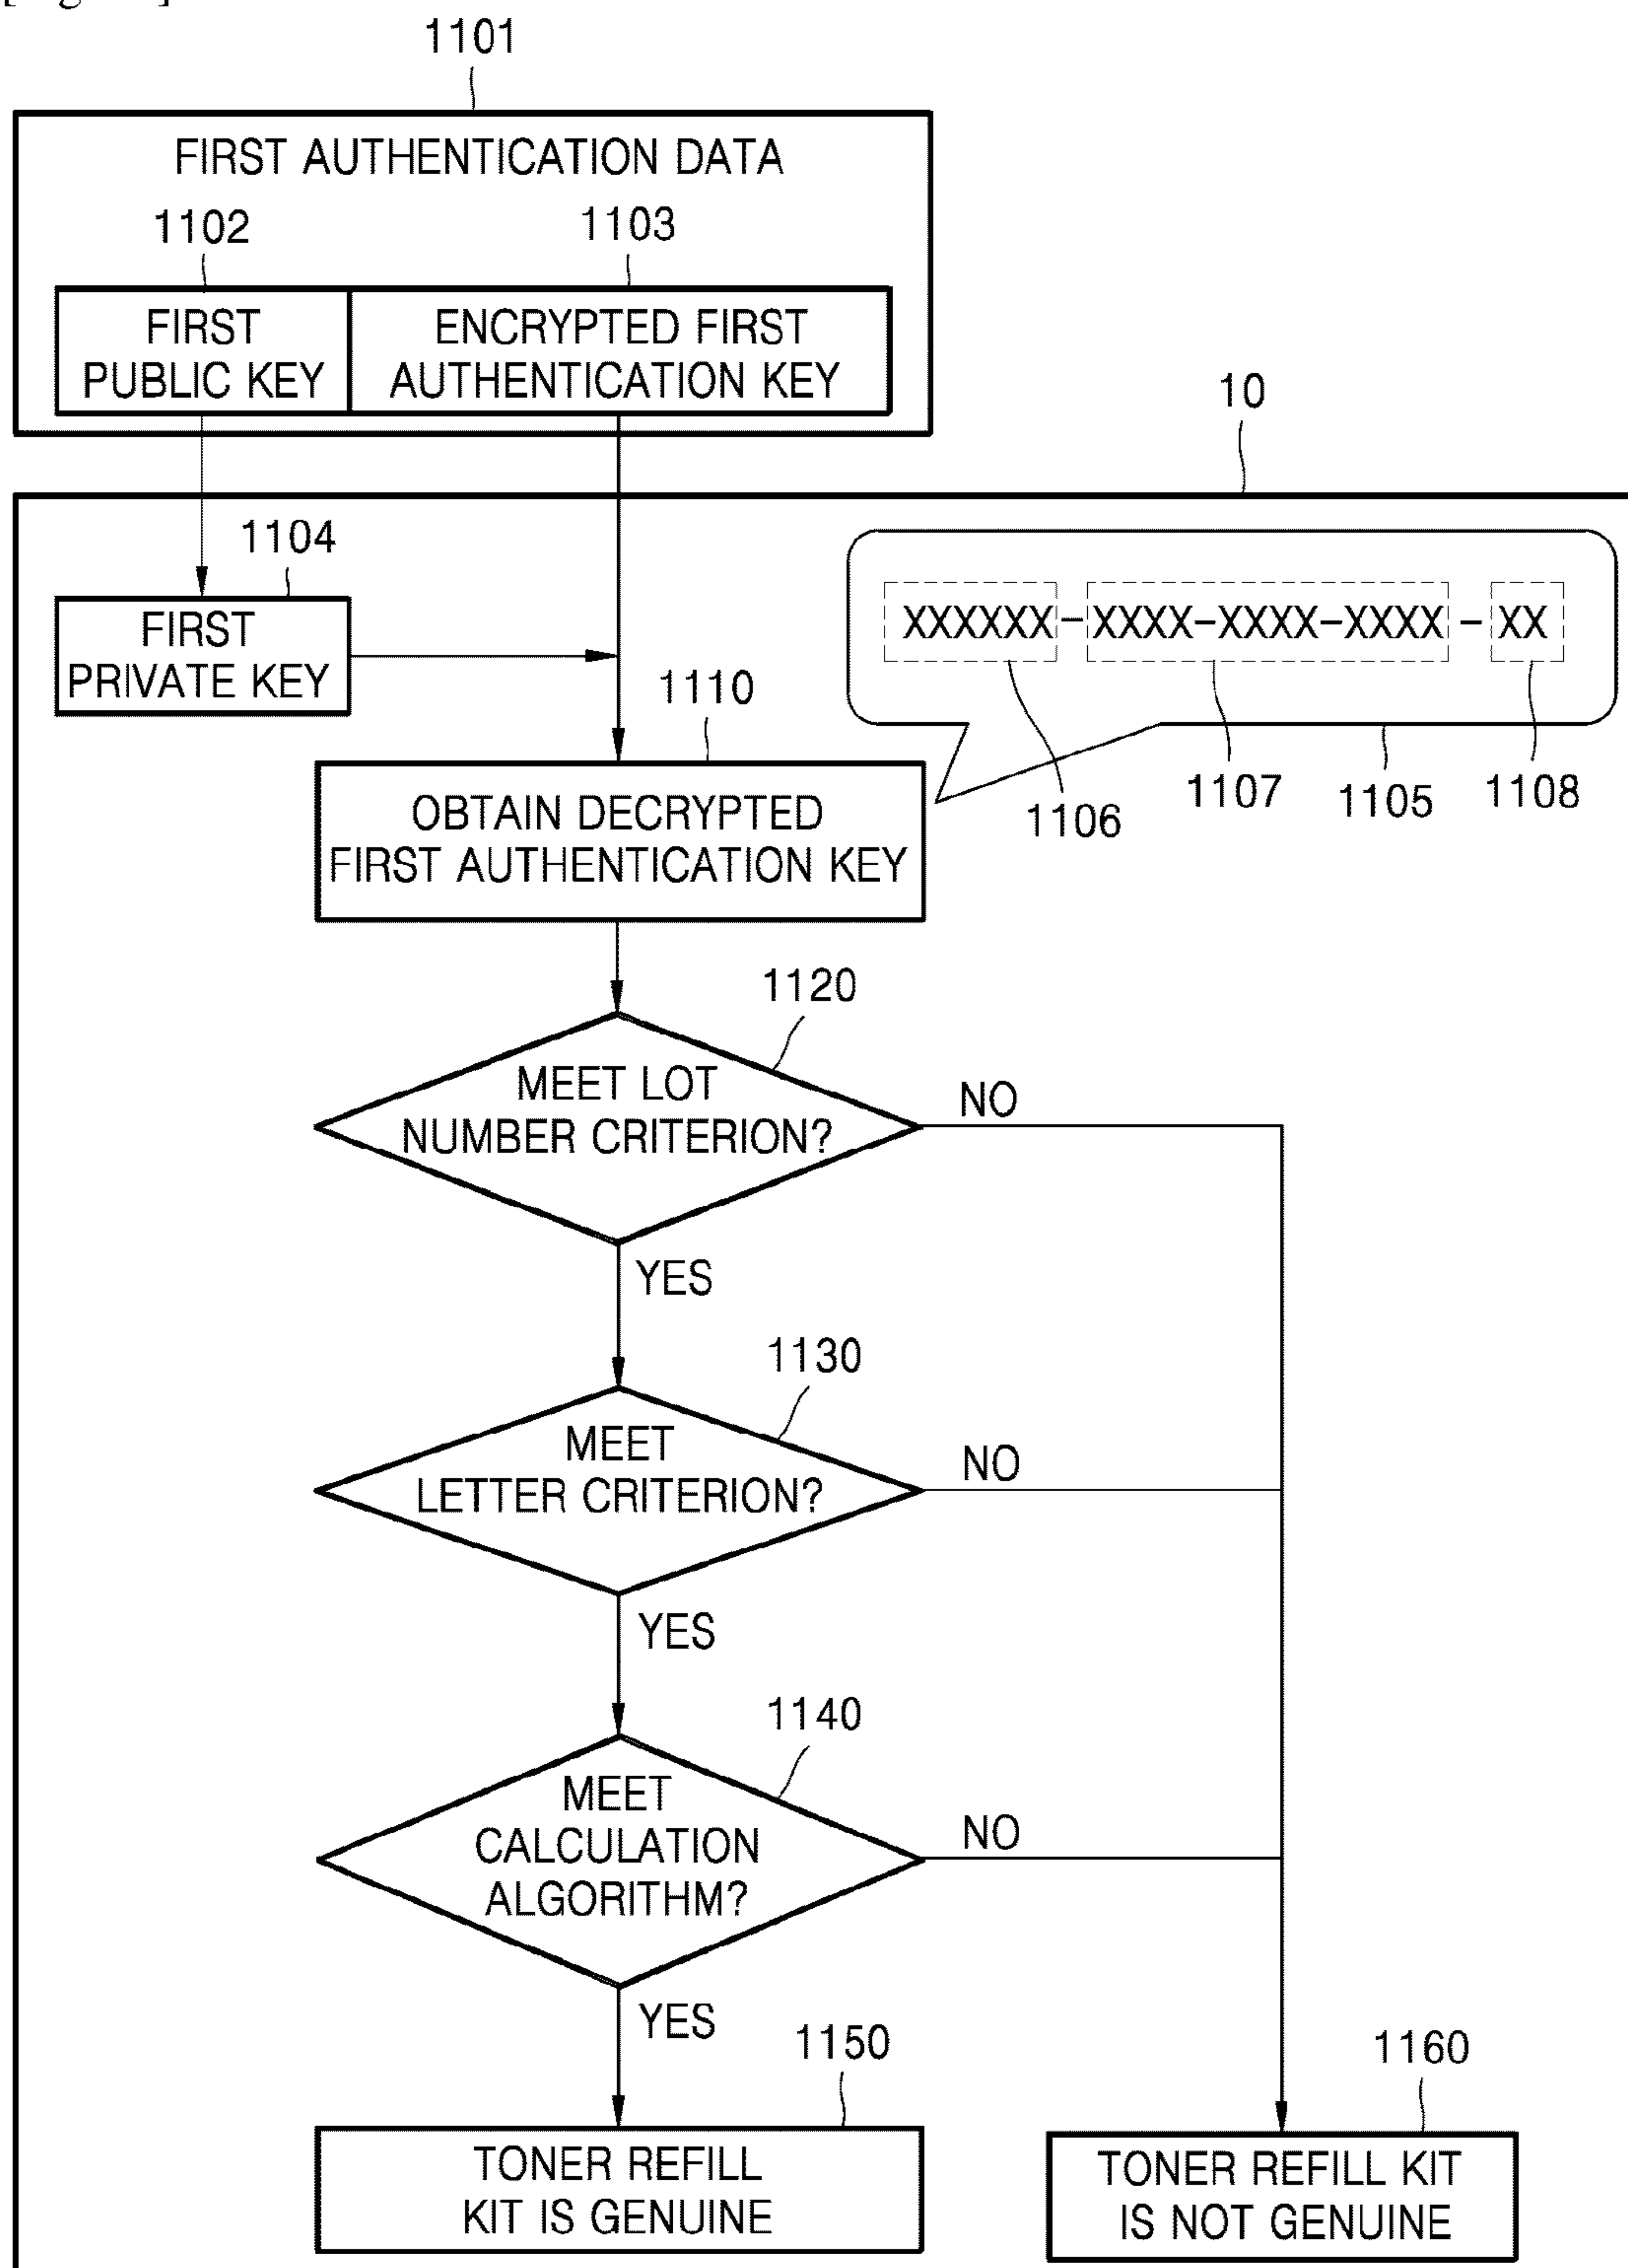 1101
FIRST AUTHENTICATION DATA
1102
1103
FIRST
PUBLIC KEY
ENCRYPTED FIRST
AUTHENTICATION KEY
10
1104
FIRST
PRIVATE KEY
XXXXXX-XXXX-XXXX-XXXX-XX
1106
1107
1105
1108
1110
OBTAIN DECRYPTED
FIRST AUTHENTICATION KEY
1120
MEET LOT
NUMBER CRITERION?
NO
YES
1130
MEET
LETTER CRITERION?
NO
YES
1140
MEET
CALCULATION
ALGORITHM?
NO
YES
1150
TONER REFILL
KIT IS GENUINE
1160
TONER REFILL KIT
IS NOT GENUINE